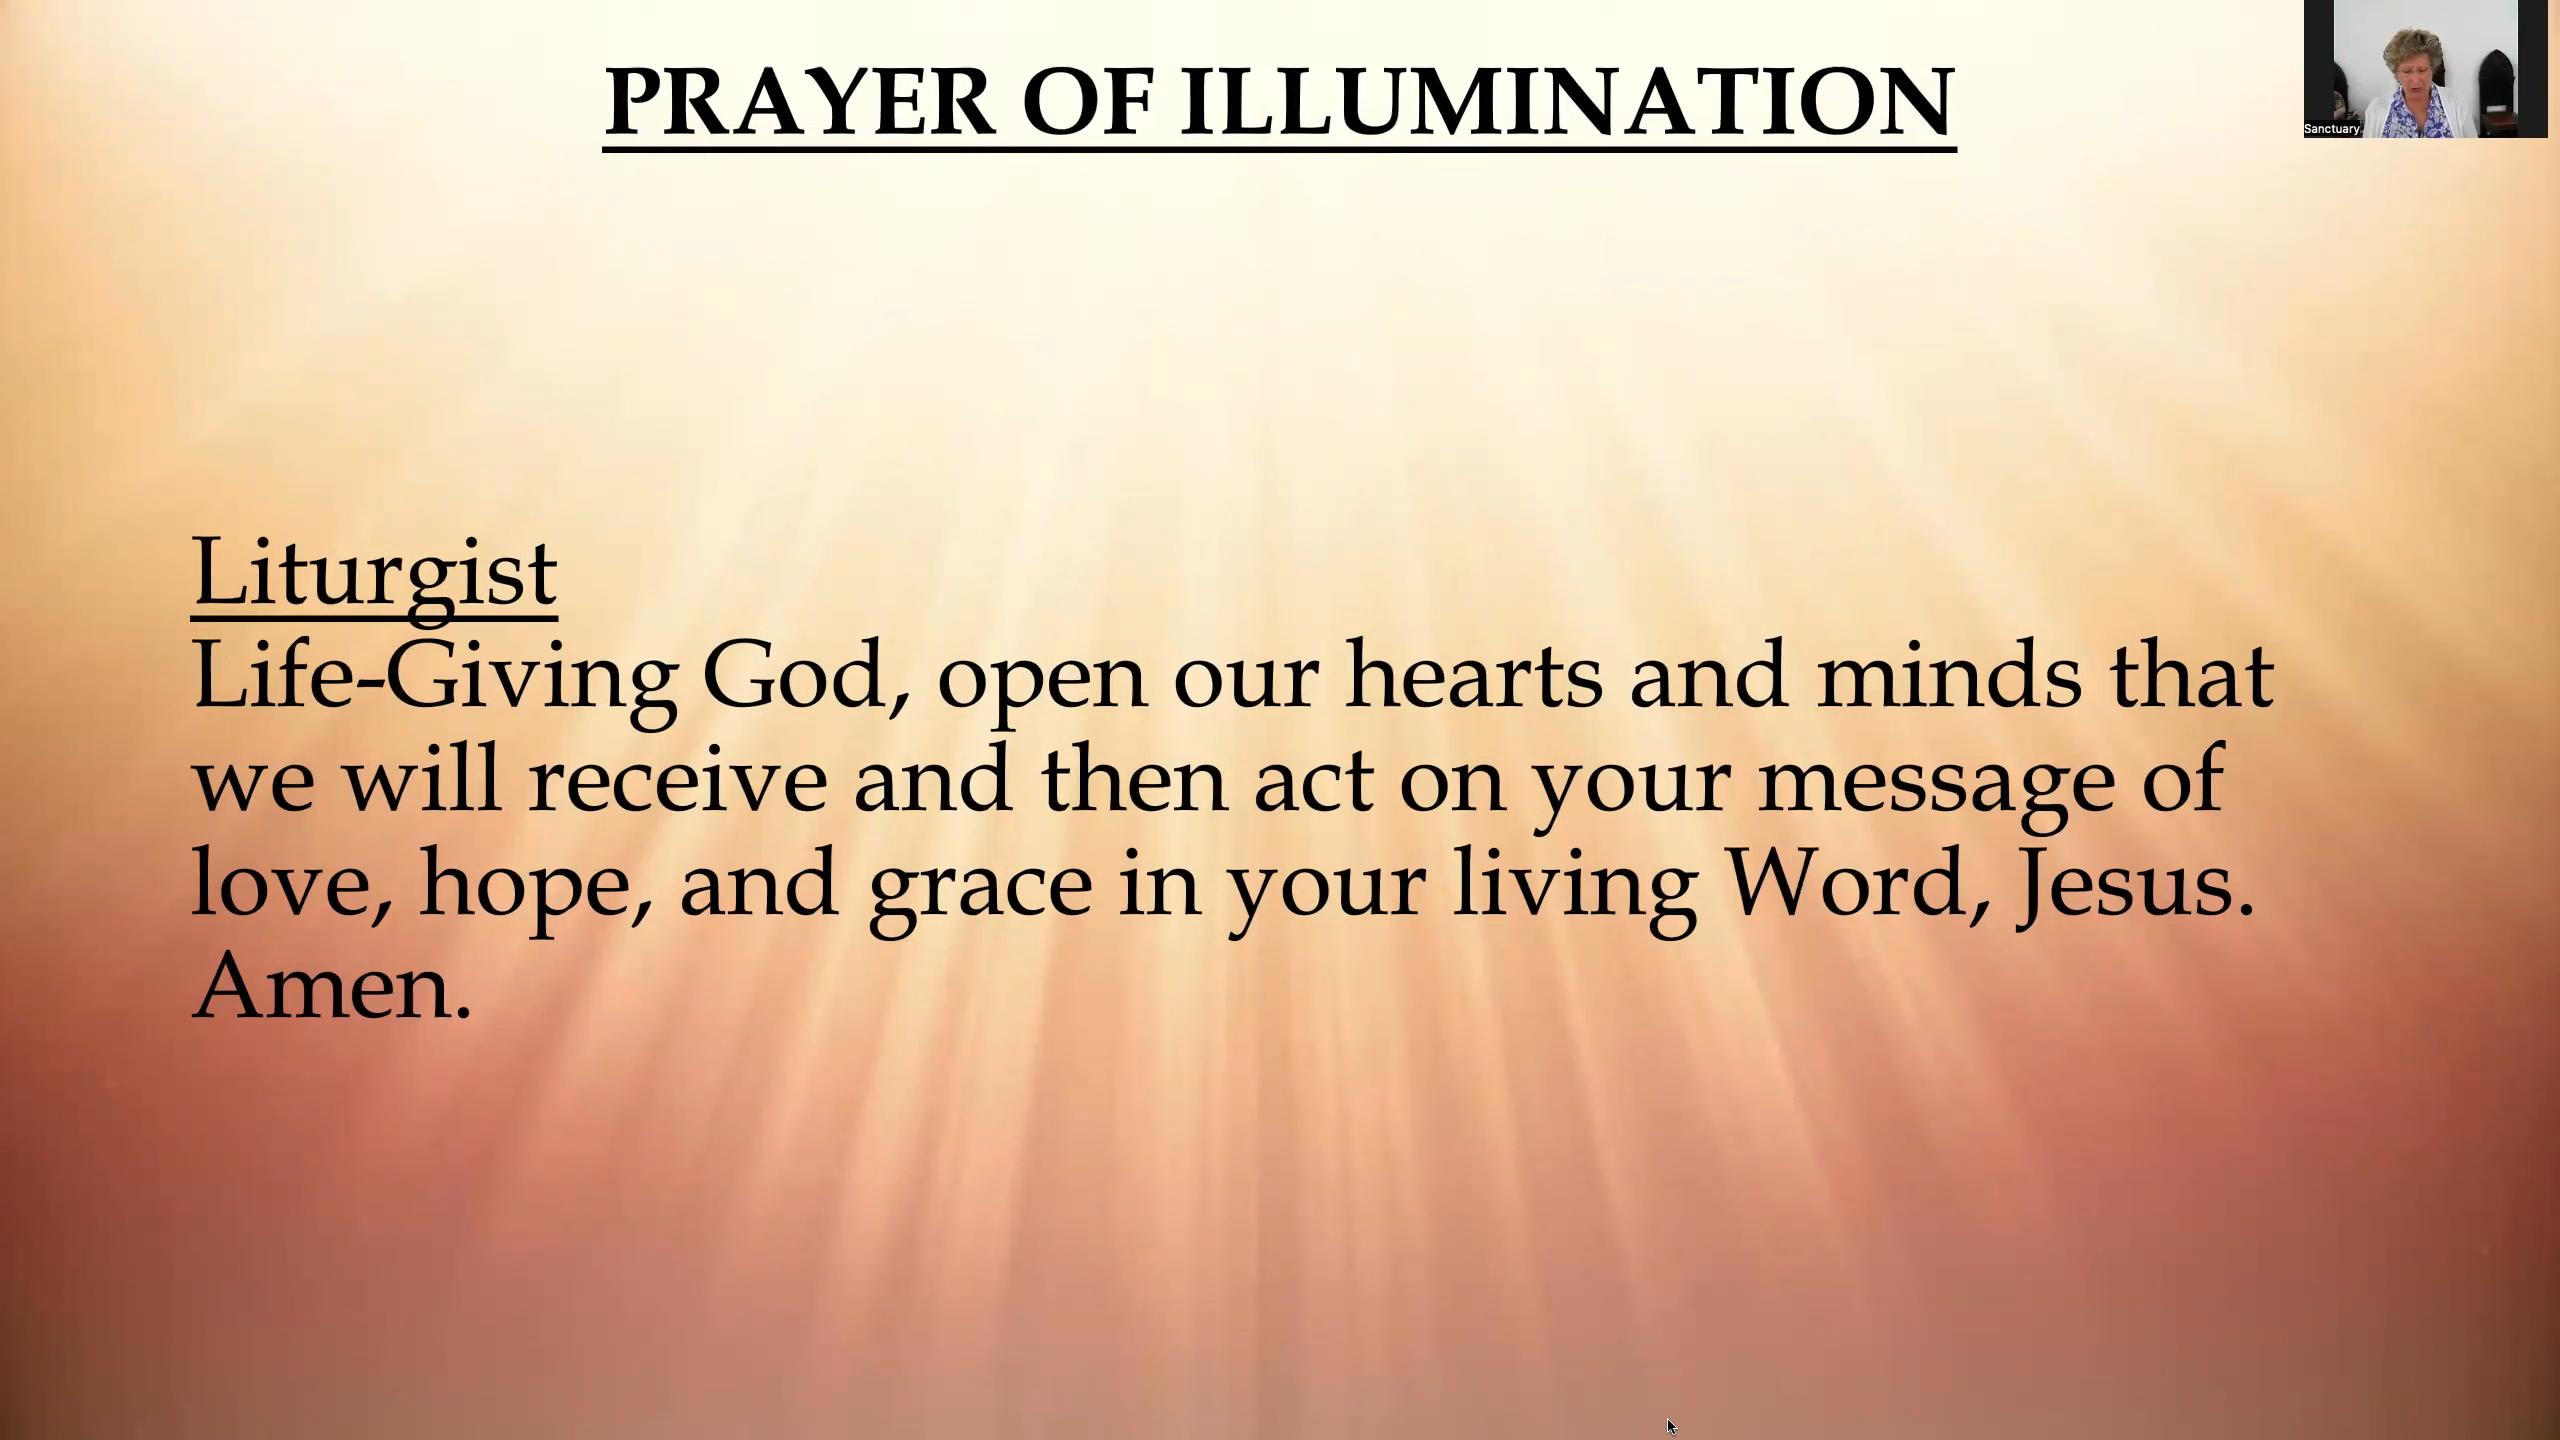 PRAYER OF ILLUMINATION
Sanctuary
Liturgist
Life-Giving God, open our hearts and minds that
we will receive and then act on your message of
love, hope, and grace in your living Word, Jesus.
Amen.